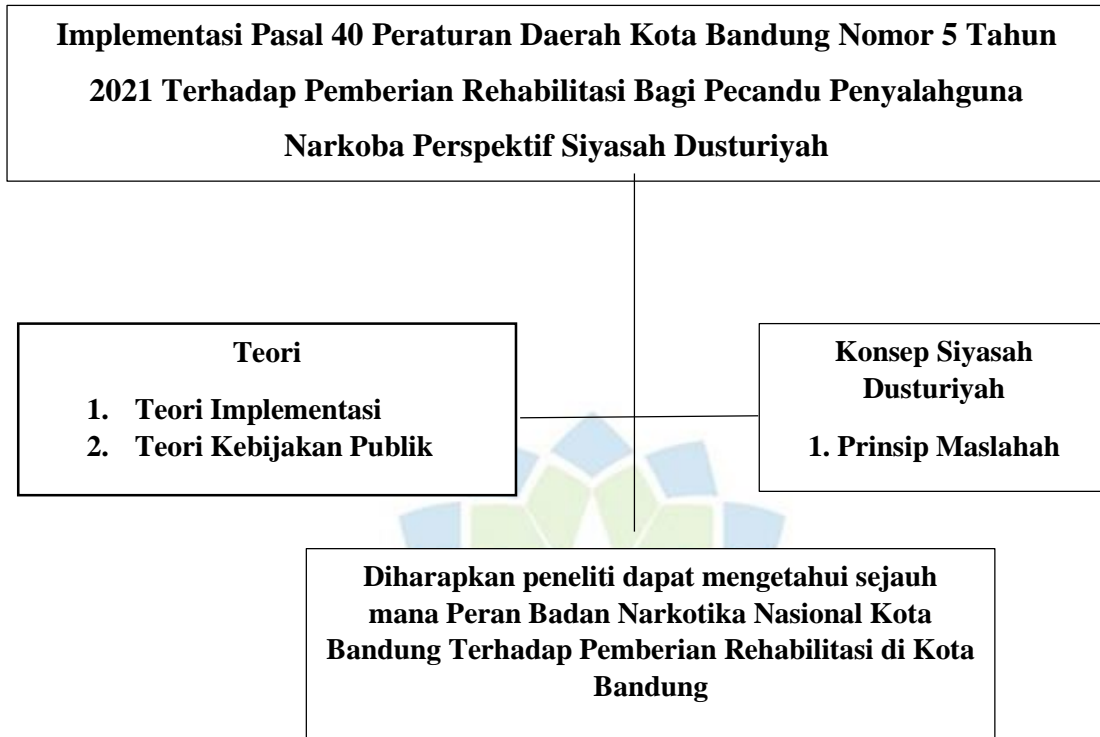 Implementasi Pasal 40 Peraturan Daerah Kota Bandung Nomor 5 Tahun
2021 Terhadap Pemberian Rehabilitasi Bagi Pecandu Penyalahguna
Narkoba Perspektif Siyasah Dusturiyah
Teori
1. Teori Implementasi
2. Teori Kebijakan Publik
Konsep Siyasah
Dusturiyah
1. Prinsip Maslahah
Diharapkan peneliti dapat mengetahui sejauh
mana Peran Badan Narkotika Nasional Kota
Bandung Terhadap Pemberian Rehabilitasi di Kota
Bandung